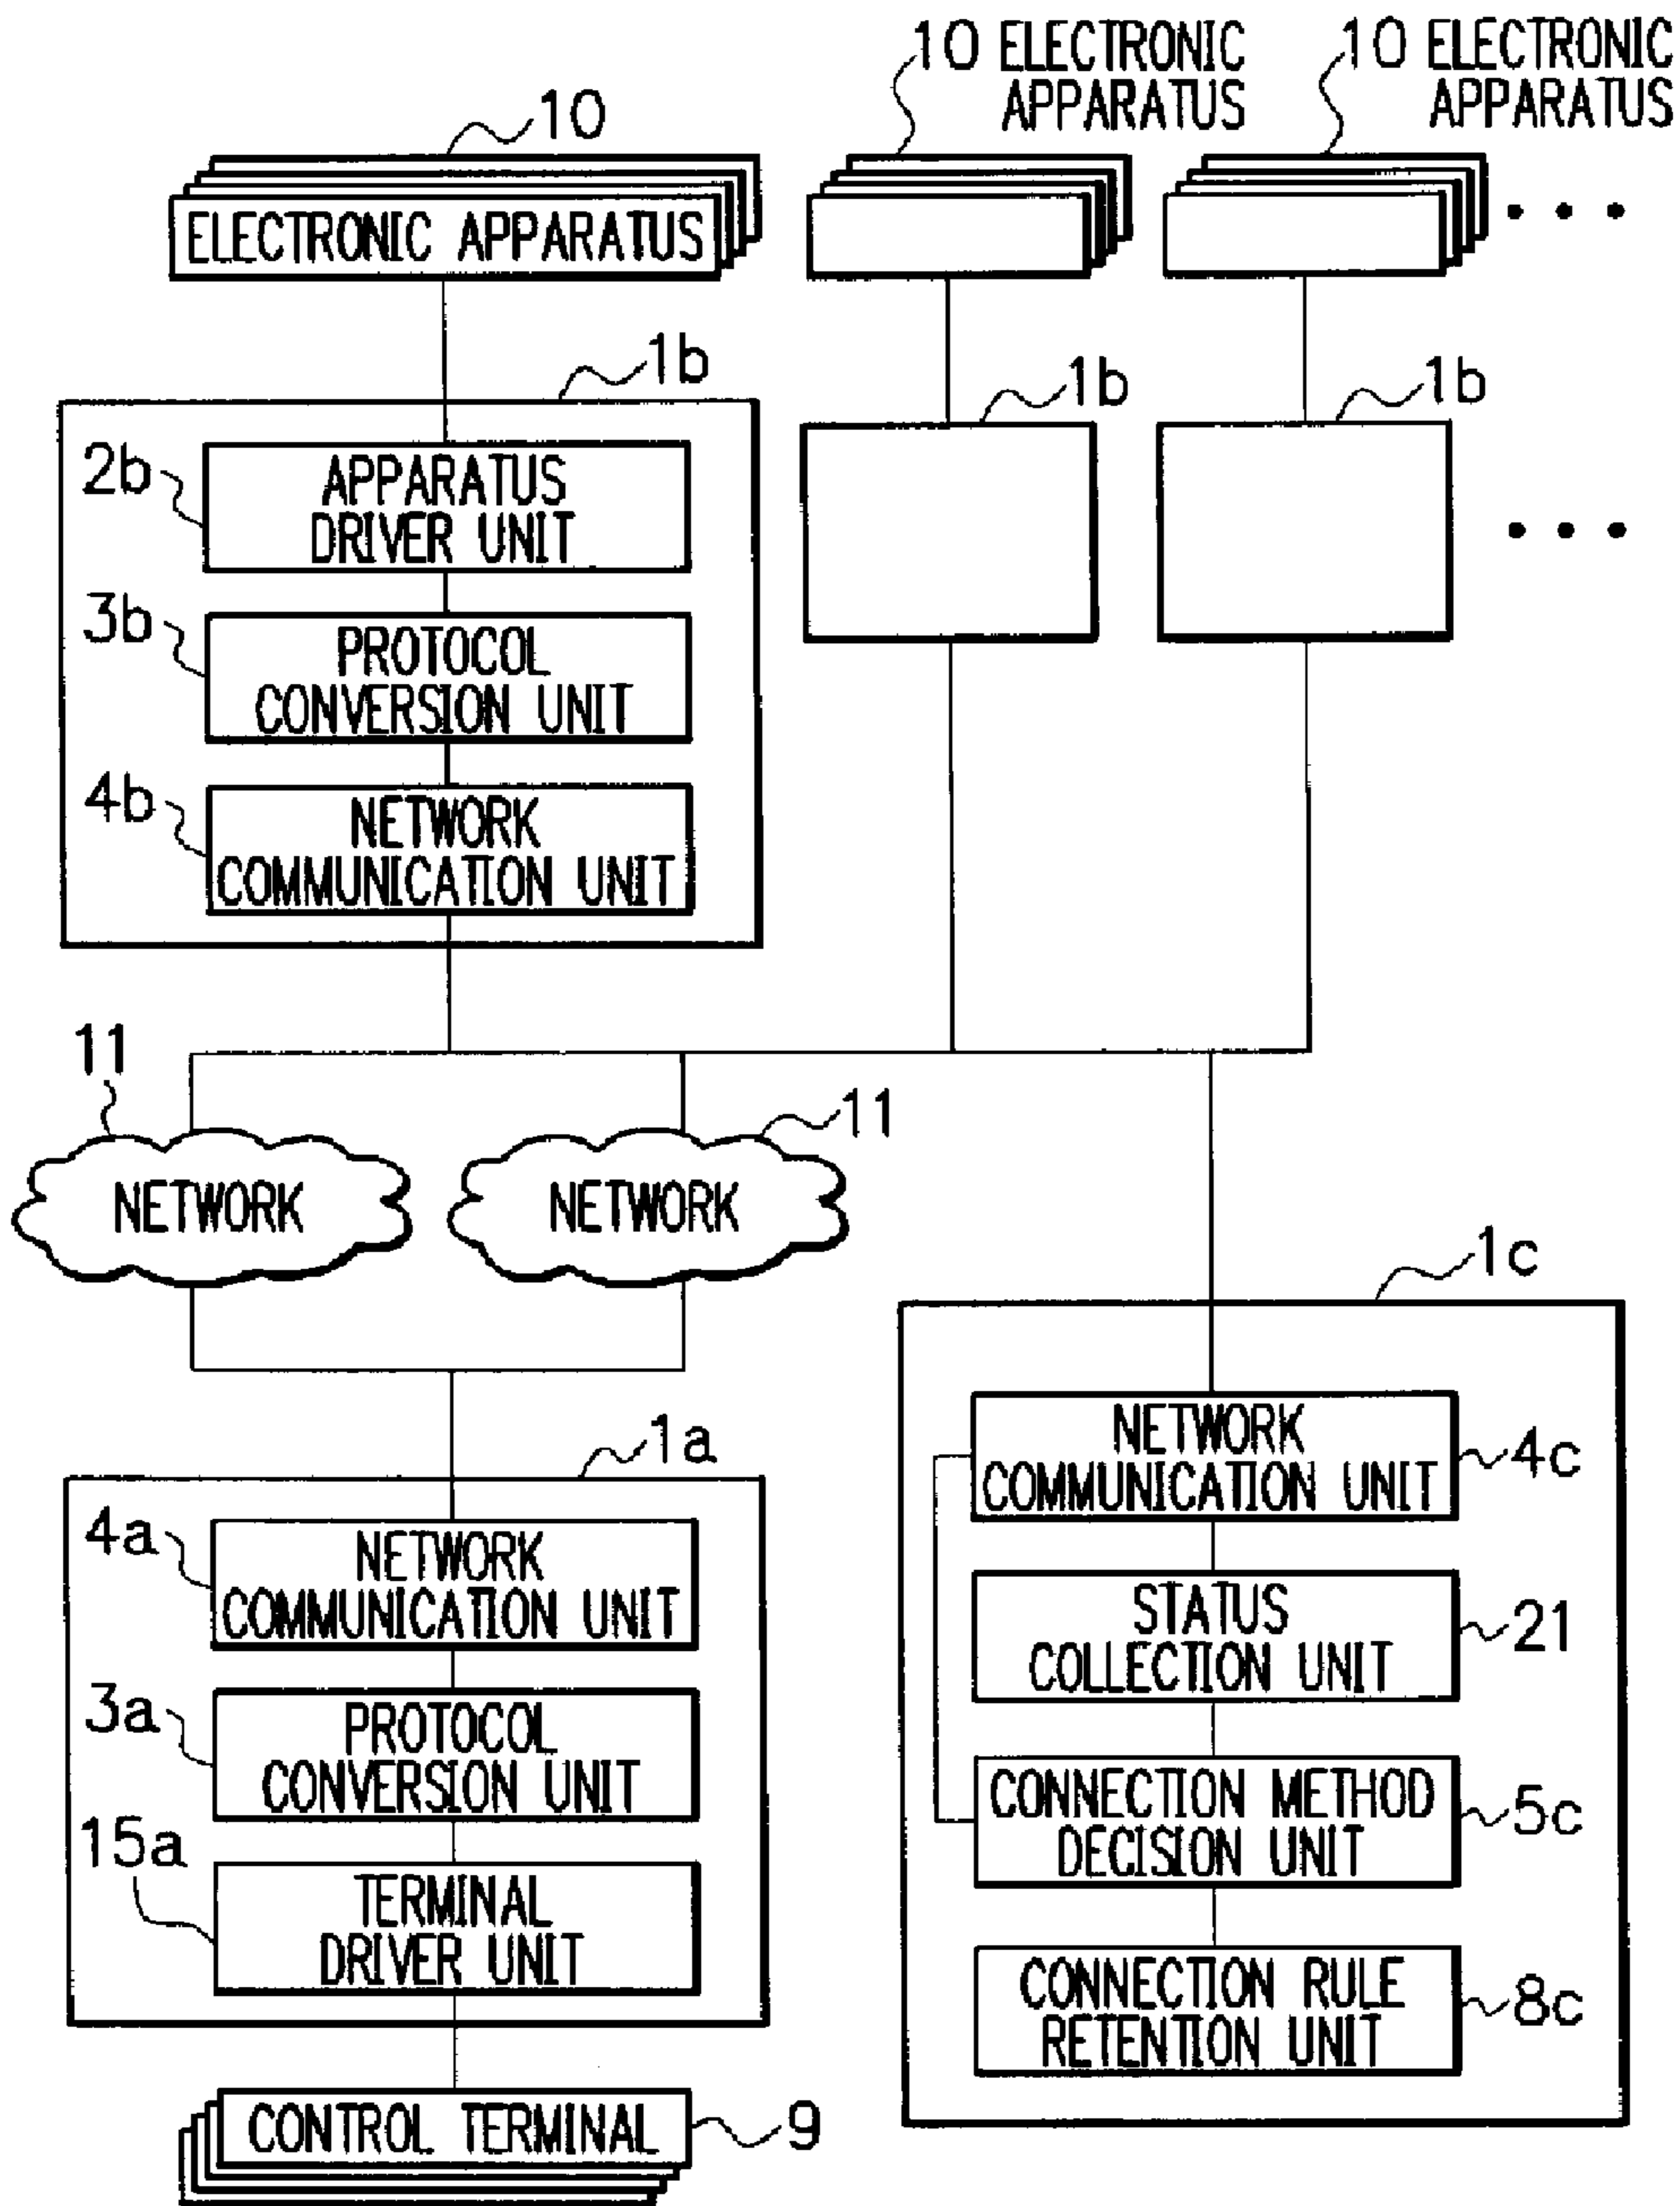 10 ELECTRONIC
APPARATUS
10 ELECTRONIC
APPARATUS
10
ELECTRONIC APPARATUS
• • •
1b
1b
1b
2b
APPARATUS
DRIVER UNIT
• • •
3b
PROTOCOL
CONVERSION UNIT
4b
NETWORK
COMMUNICATION UNIT
11
11
NETWORK
NETWORK
1c
1a
4a
NETWORK
COMMUNICATION UNIT
3a
PROTOCOL
CONVERSION UNIT
15a
TERMINAL
DRIVER UNIT
CONTROL TERMINAL
9
NETWORK
COMMUNICATION UNIT
4c
STATUS
COLLECTION UNIT
21
CONNECTION METHOD
DECISION UNIT
5c
CONNECTION RULE
RETENTION UNIT
8c